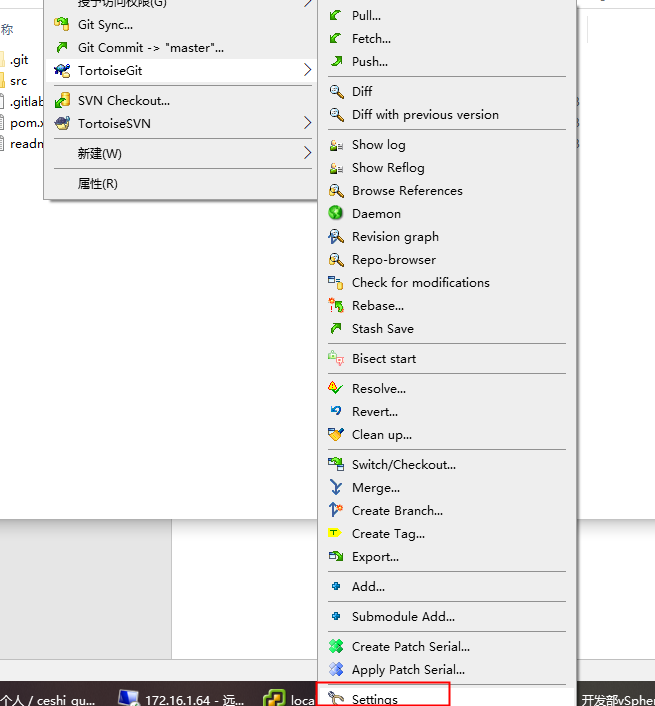 授予访问权限(G)
Git Sync...
Git Commit -> "master"...
TortoiseGit
SVN Checkout...
TortoiseSVN
新建(W)
属性(R)
称
.git
src
.gitlab
pom.x
readm
Pull...
Fetch...
Push...
Diff
Diff with previous version
Show log
Show Reflog
Browse References
Daemon
Revision graph
Repo-browser
Check for modifications
Rebase...
Stash Save
Bisect start
Resolve...
Revert...
Clean up...
Switch/Checkout...
Merge...
Create Branch...
Create Tag...
Export...
Add...
Submodule Add...
Create Patch Serial...
Apply Patch Serial...
Settings
个人 / ceshi_gu...
172.16.1.64 - 远...
loca
开发部vSpher